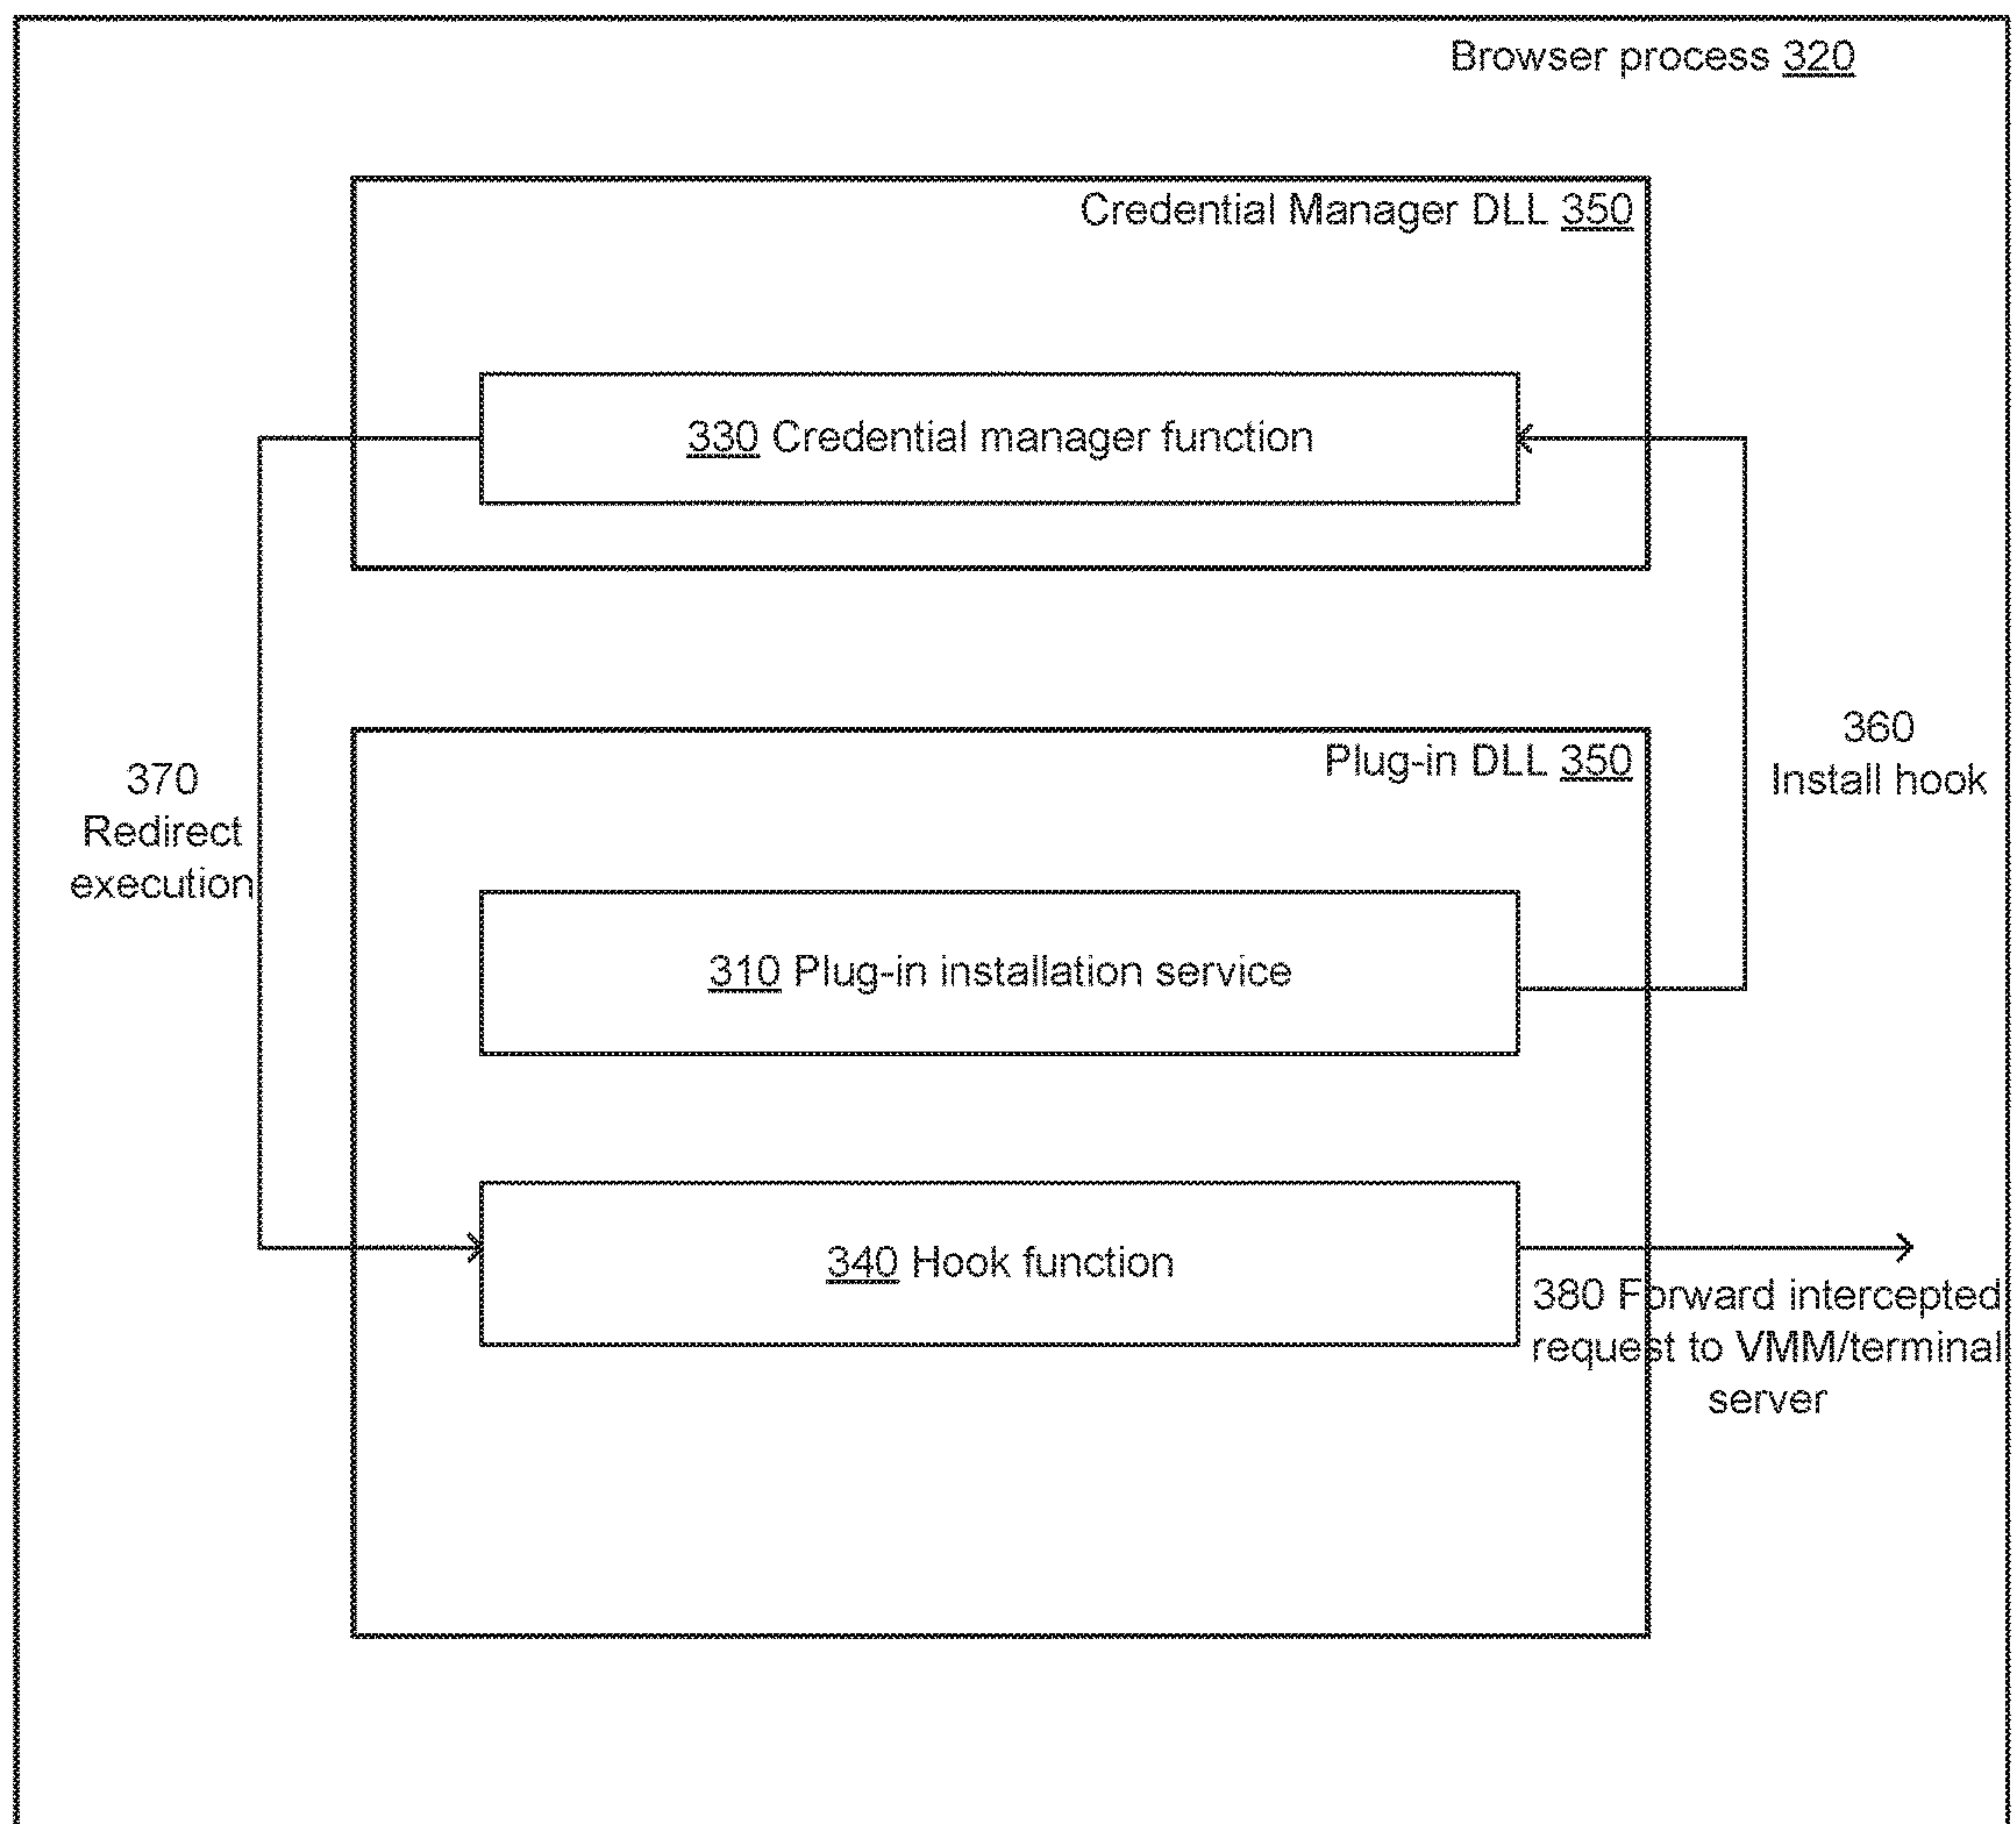 Browser process 320
Credential Manager DLL 350
330 Credential manager function
Plug-in DLL 350
360
Install hook
370
Redirect
execution
310 Plug-in installation service
340 Hook function
380 Forward intercepted
request to VMM/terminal
server